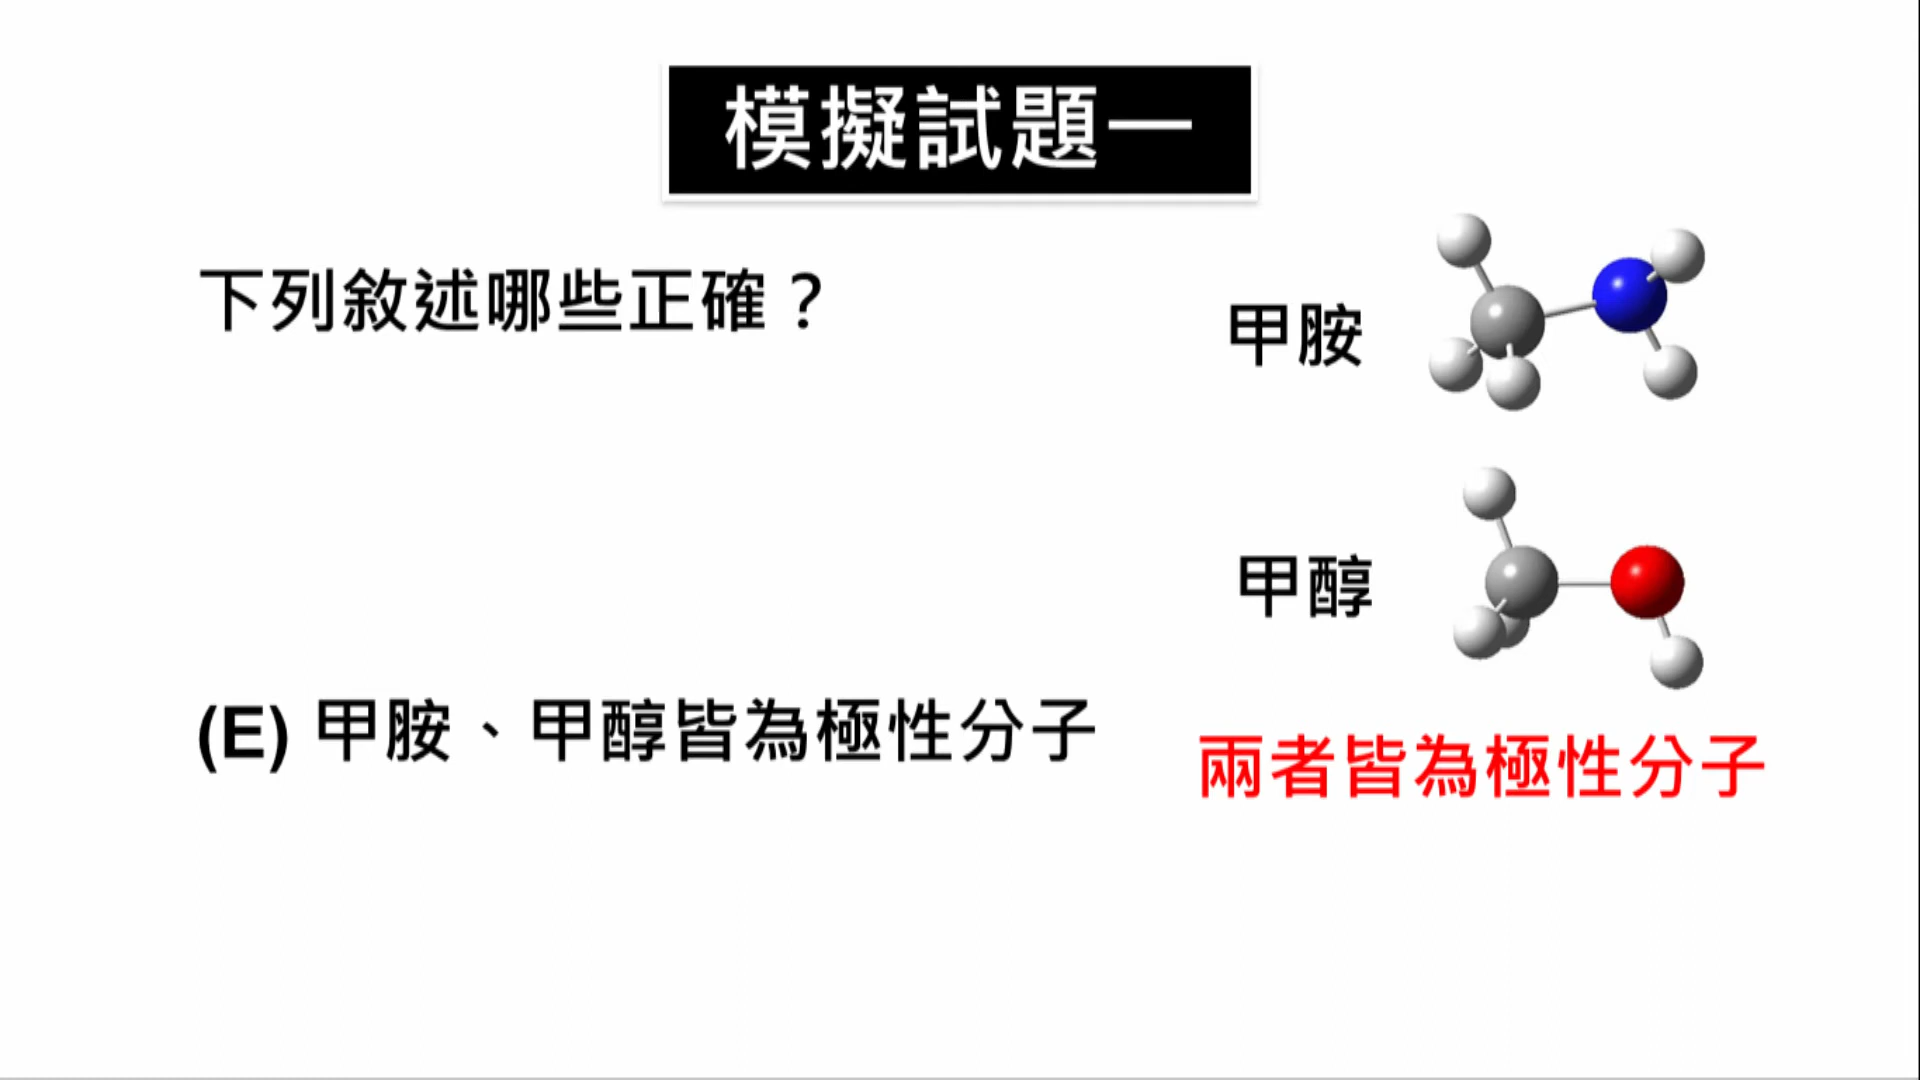 模擬試題一
下列敘述哪些正確？
甲胺
甲醇
(E) 甲胺、甲醇皆為極性分子
兩者皆為極性分子